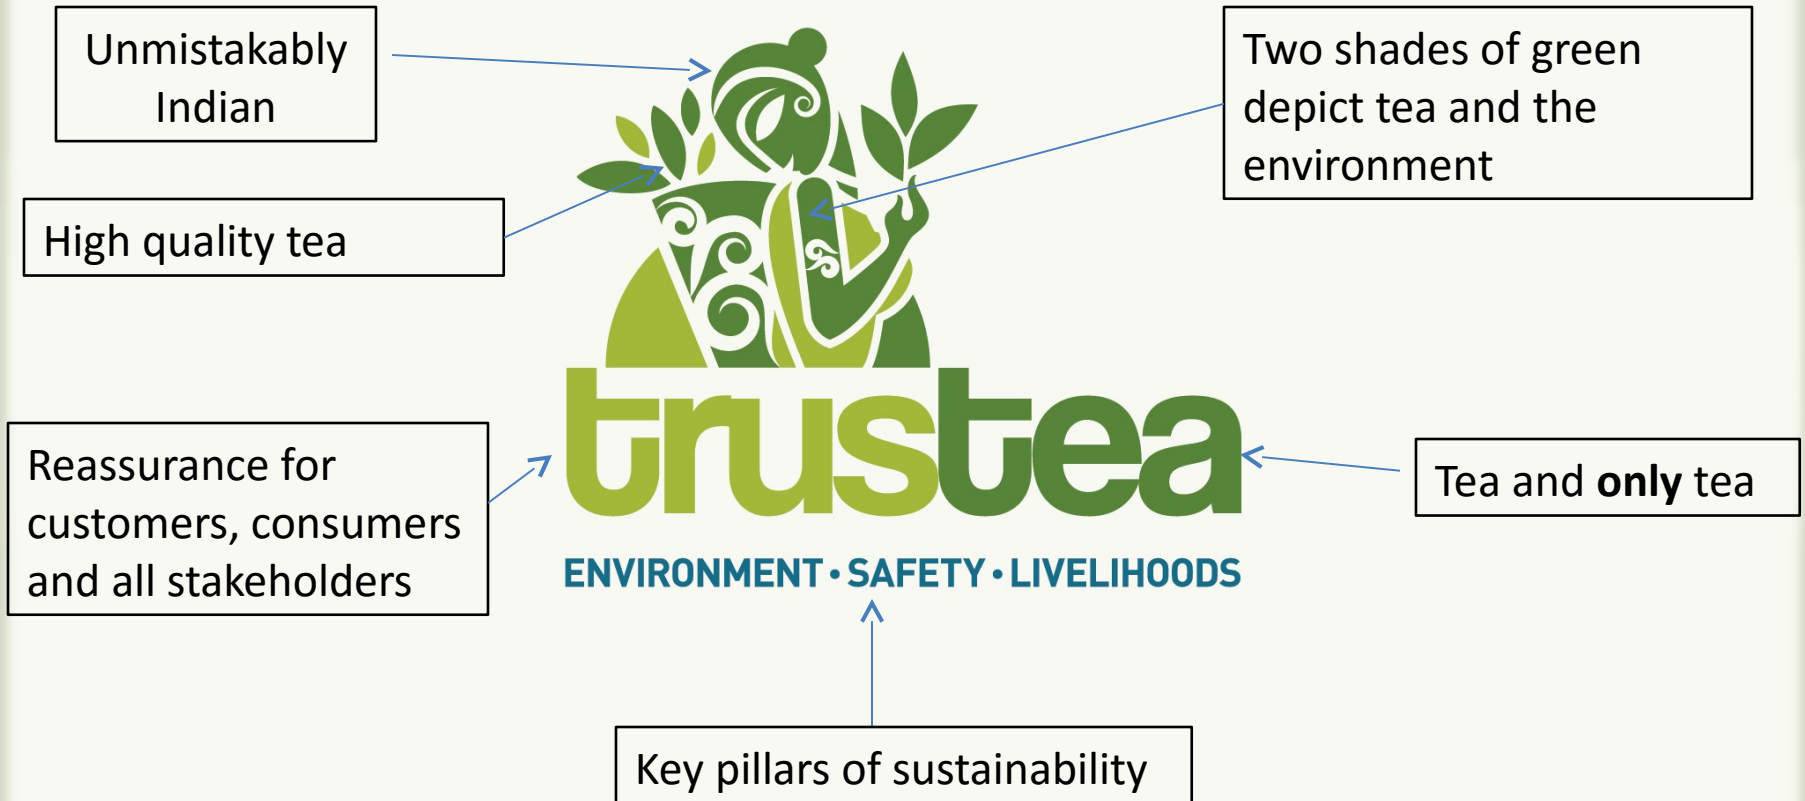 Unmistakably
Indian
Two shades of green
depict tea and the
environment
High quality tea
trustea
ENVIRONMENT • SAFETY • LIVELIHOODS
Reassurance for
customers, consumers
and all stakeholders
Tea and only tea
Key pillars of sustainability